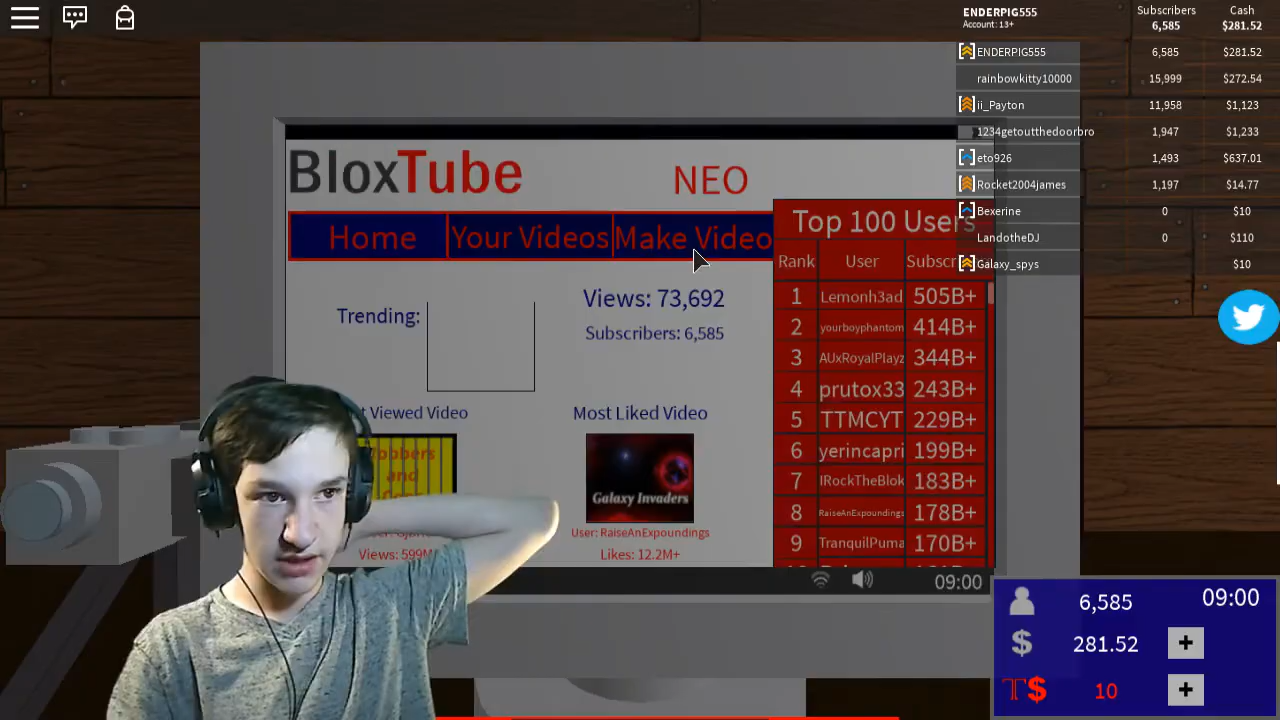 ENDERPIG555
Account: 13+
Subscribers
6,585
Cash
$281.52
ENDERPIG555 6,585 $281.52
rainbowkitty10000 15,999 $272.54
ii_Payton 11,958 $1,123
1234getoutthedoorbro 1,947 $1,233
eto926 1,493 $637.01
Rocket2004james 1,197 $14.77
Bexerine 0 $10
LandotheDJ 0 $110
Galaxy_spys $10
BloxTube
NEO
Home Your Videos Make Video
Trending:
Views: 73,692
Subscribers: 6,585
Viewed Video
Most Liked Video
and
Galaxy Invaders
User: RaiseAnExpoundings
Views: 599M
Likes: 12.2M+
Top 100 Users
Rank User Subscr
1 Lemonh3ad 505B+
2 yourboyphantom 414B+
3 AUxRoyalPlayz 344B+
4 prutox33 243B+
5 TTMCYT 229B+
6 yerincapri 199B+
7 IRockTheBlok 183B+
8 RaiseAnExpoundings 178B+
9 TranquilPuma 170B+
09:00
6,585 09:00
$ 281.52 +
T$ 10 +